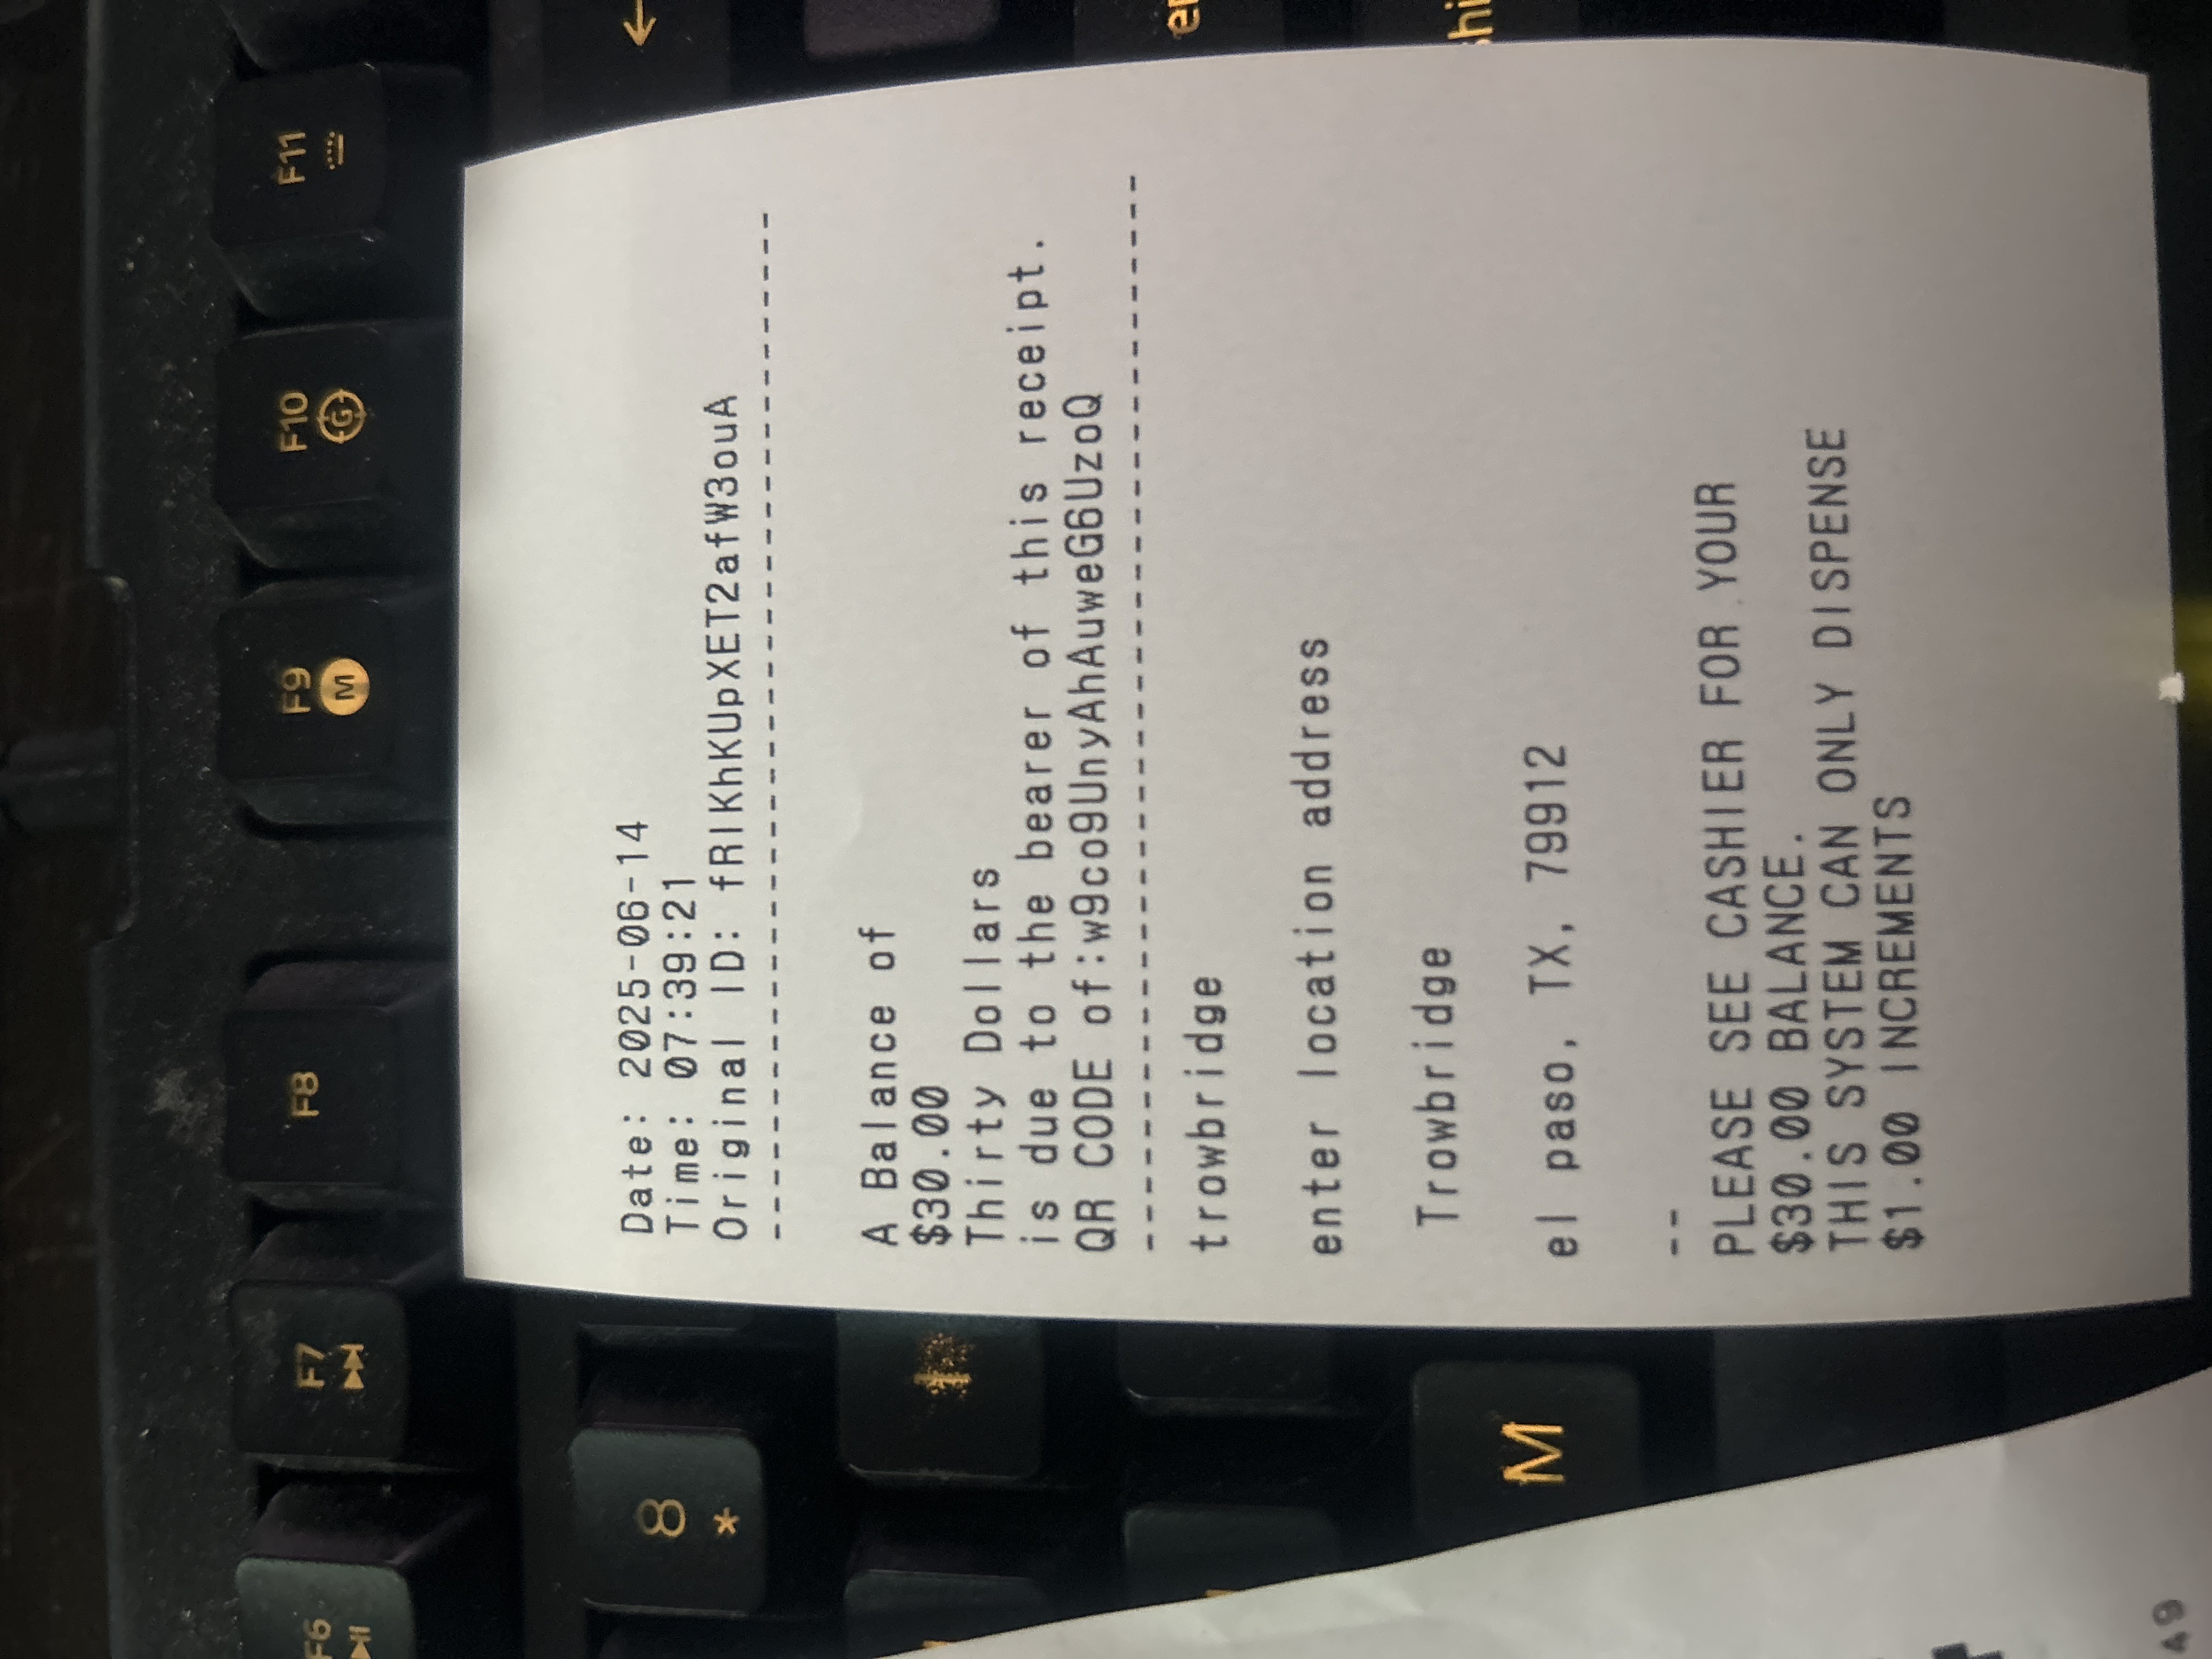 Date: 2025-06-14
Time: 07:39:21
Original ID: fRIKhKUpXET2afW3ouA
--------------------------------------
A Balance of
$30.00
Thirty Dollars
is due to the bearer of this receipt.
QR CODE of:w9co9UnyAhAuweG6UzoQ
--------------------------------------
trowbridge
enter location address
Trowbridge
el paso, TX, 79912
--
PLEASE SEE CASHIER FOR YOUR
$30.00 BALANCE.
THIS SYSTEM CAN ONLY DISPENSE
$1.00 INCREMENTS
F6
F7
F8
F9
M
F10
G
F11
8
*
M
A9